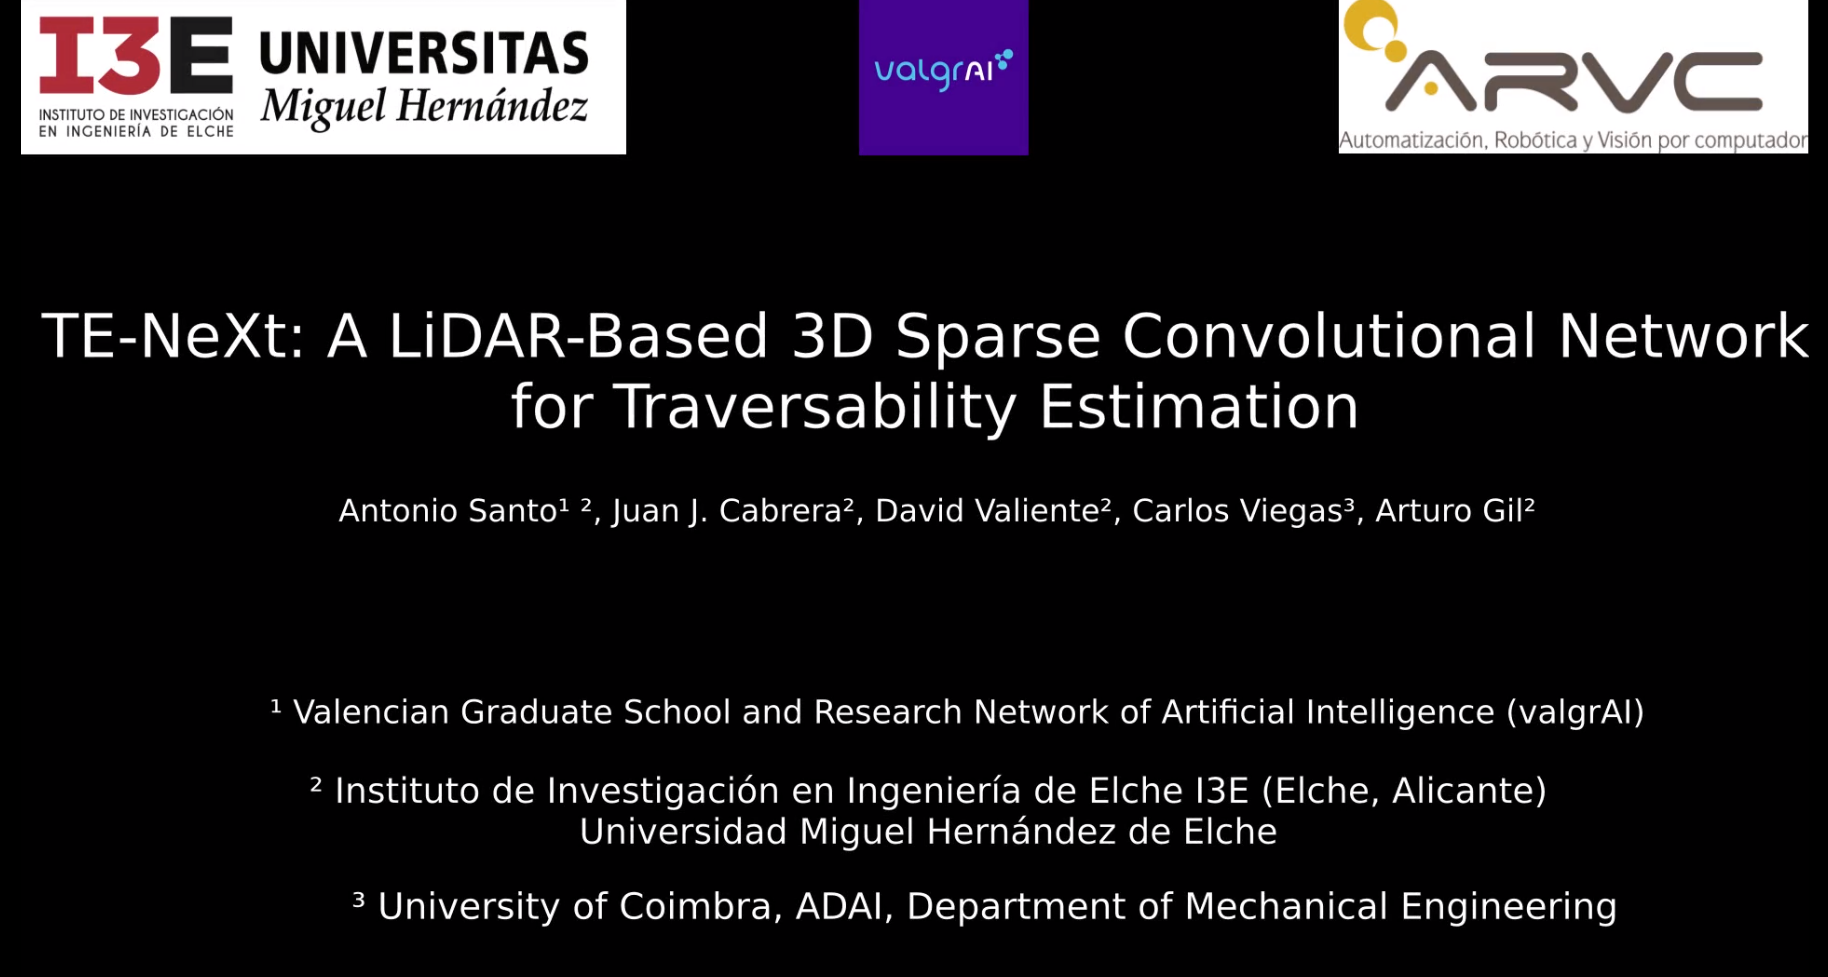 I3E
INSTITUTO DE INVESTIGACIÓN
EN INGENIERÍA DE ELCHE
UNIVERSITAS
Miguel Hernández
valgrAI
ARVC
Automatización, Robótica y Visión por computador
TE-NeXt: A LiDAR-Based 3D Sparse Convolutional Network
for Traversability Estimation
Antonio Santo¹ ², Juan J. Cabrera², David Valiente², Carlos Viegas³, Arturo Gil²
¹ Valencian Graduate School and Research Network of Artificial Intelligence (valgrAI)
² Instituto de Investigación en Ingeniería de Elche I3E (Elche, Alicante)
Universidad Miguel Hernández de Elche
³ University of Coimbra, ADAI, Department of Mechanical Engineering